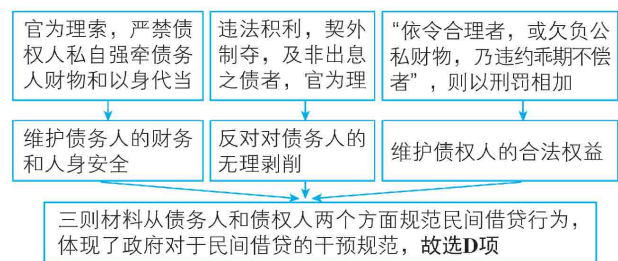 官为理索，严禁债
权人私自强牵债务
人财物和以身代当
违法积利，契外
制夺，及非出息
之债者，官为理
“依令合理者，或欠负公
私财物，乃违约乖期不偿
者”，则以刑罚相加
维护债务人的财务
和人身安全
反对对债务人的
无理剥削
维护债权人的合法权益
三则材料从债务人和债权人两个方面规范民间借贷行为，
体现了政府对于民间借贷的干预规范，故选D项